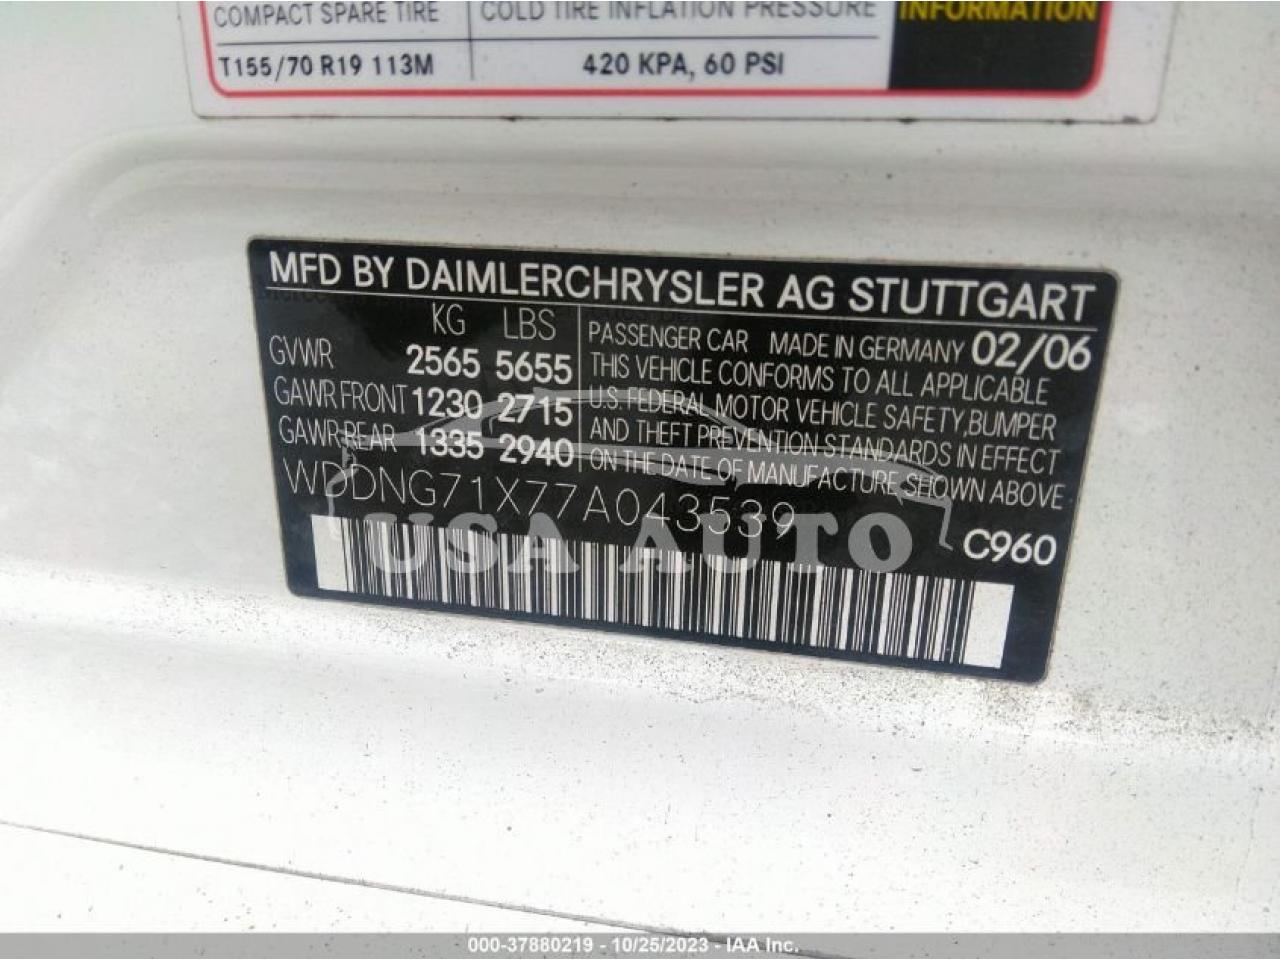 COMPACT SPARE TIRE COLD TIRE INFLATION PRESSURE INFORMATION
T155/70 R19 113M 420 KPA, 60 PSI
MFD BY DAIMLERCHRYSLER AG STUTTGART
KG LBS
GVWR 2565 5655
GAWR FRONT 1230 2715
GAWR REAR 1335 2940
PASSENGER CAR MADE IN GERMANY 02/06
THIS VEHICLE CONFORMS TO ALL APPLICABLE
U.S. FEDERAL MOTOR VEHICLE SAFETY, BUMPER
AND THEFT PREVENTION STANDARDS IN EFFECT
ON THE DATE OF MANUFACTURE SHOWN ABOVE
WDDNG71X77A043539
C960
USA AUTO
000-37880219 - 10/25/2023 - IAA Inc.